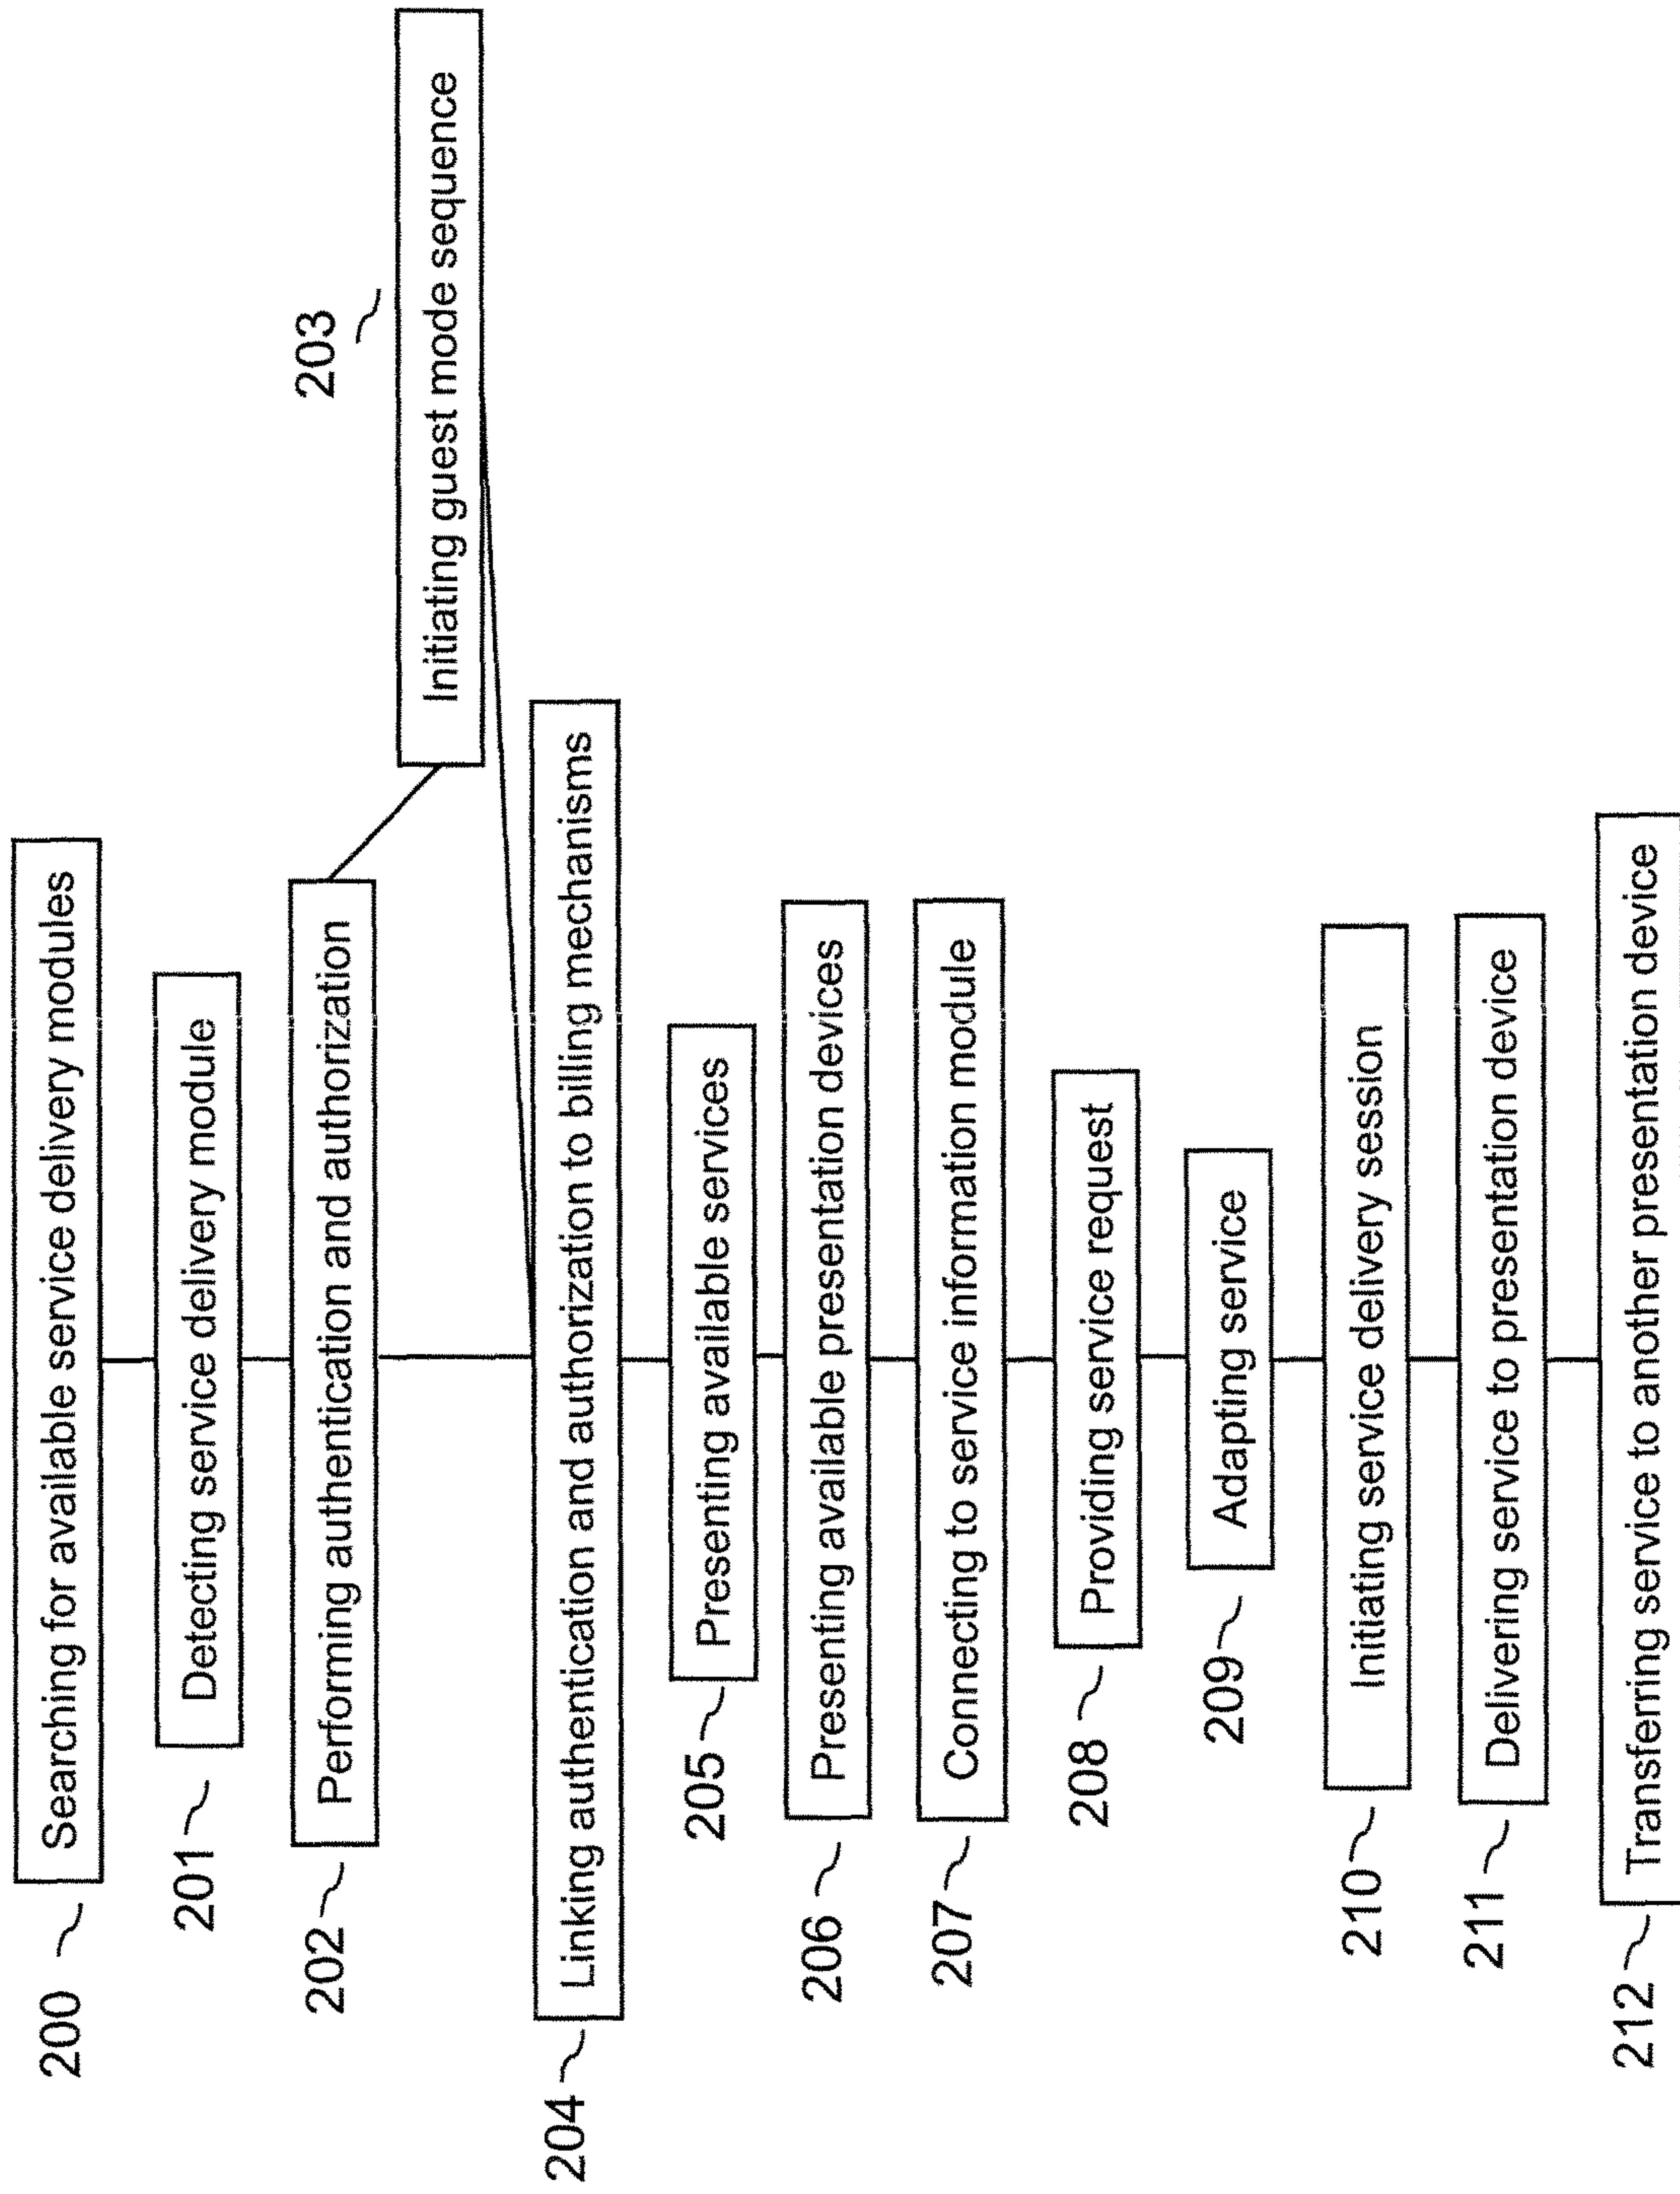 200
Searching for available service delivery modules
201
Detecting service delivery module
202
Performing authentication and authorization
203
Initiating guest mode sequence
204
Linking authentication and authorization to billing mechanisms
205
Presenting available services
206
Presenting available presentation devices
207
Connecting to service information module
208
Providing service request
209
Adapting service
210
Initiating service delivery session
211
Delivering service to presentation device
212
Transferring service to another presentation device